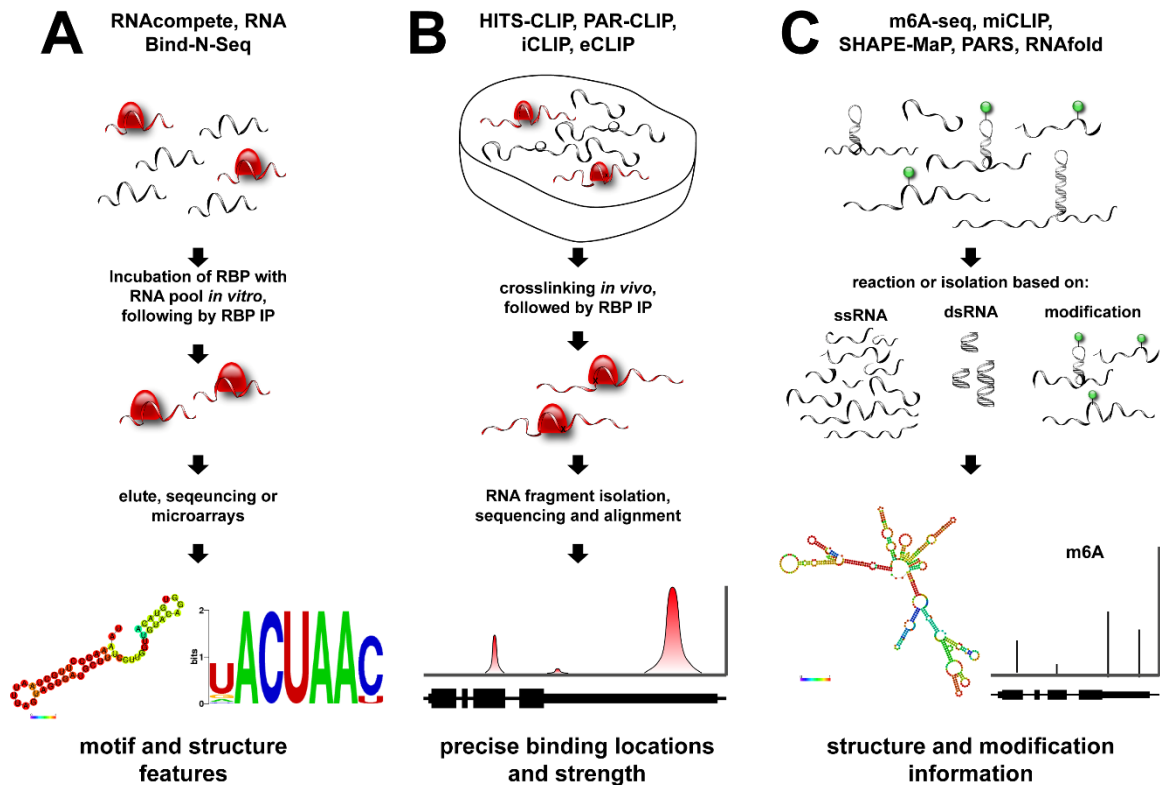 A
RNAcompete, RNA
Bind-N-Seq
Incubation of RBP with
RNA pool in vitro,
following by RBP IP
elute, seqeuncing or
microarrays
2
bits
1
0
UACUAAC
U
motif and structure
features
B
HITS-CLIP, PAR-CLIP,
iCLIP, eCLIP
crosslinking in vivo,
followed by RBP IP
x
x
RNA fragment isolation,
sequencing and alignment
precise binding locations
and strength
C
m6A-seq, miCLIP,
SHAPE-MaP, PARS, RNAfold
reaction or isolation based on:
ssRNA
dsRNA
modification
m6A
structure and modification
information